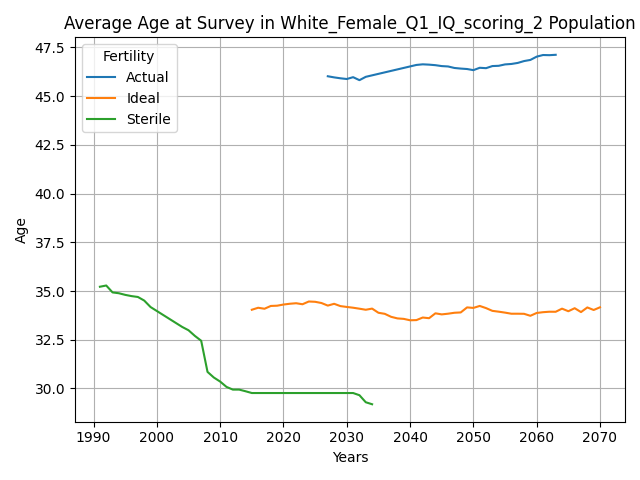 Average Age at Survey in White_Female_Q1_IQ_scoring_2 Population
47.5
45.0
42.5
40.0
37.5
35.0
32.5
30.0
Age
Fertility
Actual
Ideal
Sterile
1990 2000 2010 2020 2030 2040 2050 2060 2070
Years